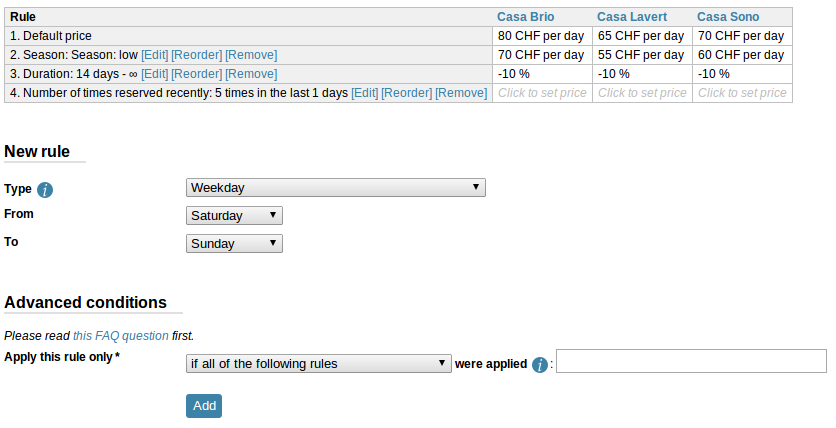 Rule Casa Brio Casa Lavert Casa Sono
1. Default price 80 CHF per day 65 CHF per day 70 CHF per day
2. Season: Season: low [Edit] [Reorder] [Remove] 70 CHF per day 55 CHF per day 60 CHF per day
3. Duration: 14 days - ∞ [Edit] [Reorder] [Remove] -10 % -10 % -10 %
4. Number of times reserved recently: 5 times in the last 1 days [Edit] [Reorder] [Remove] Click to set price Click to set price Click to set price
New rule
Type i Weekday
From Saturday
To Sunday
Advanced conditions
Please read this FAQ question first.
Apply this rule only * if all of the following rules were applied i :
Add